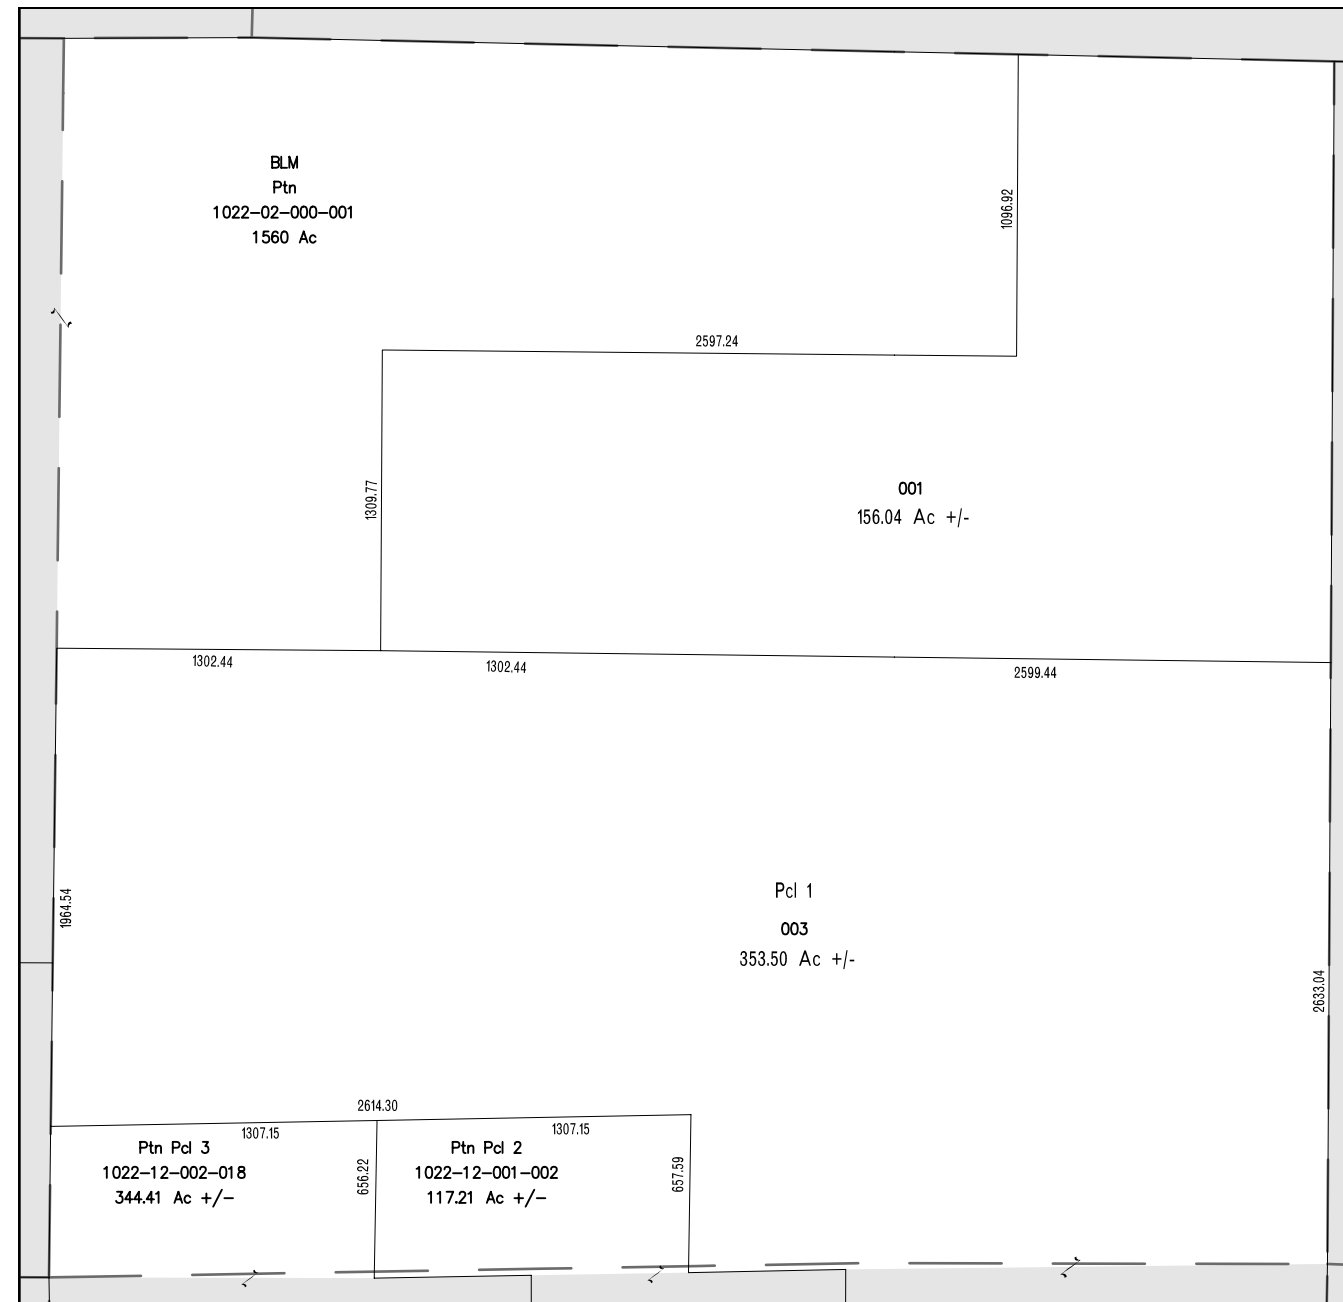 BLM
Ptn
1022-02-000-001
1560 Ac
1096.92
2597.24
1309.77
001
156.04 Ac +/-
1302.44
1302.44
2599.44
1964.54
Pcl 1
003
353.50 Ac +/-
2633.04
2614.30
1307.15
1307.15
Ptn Pcl 3
1022-12-002-018
344.41 Ac +/-
656.22
Ptn Pcl 2
1022-12-001-002
117.21 Ac +/-
657.59